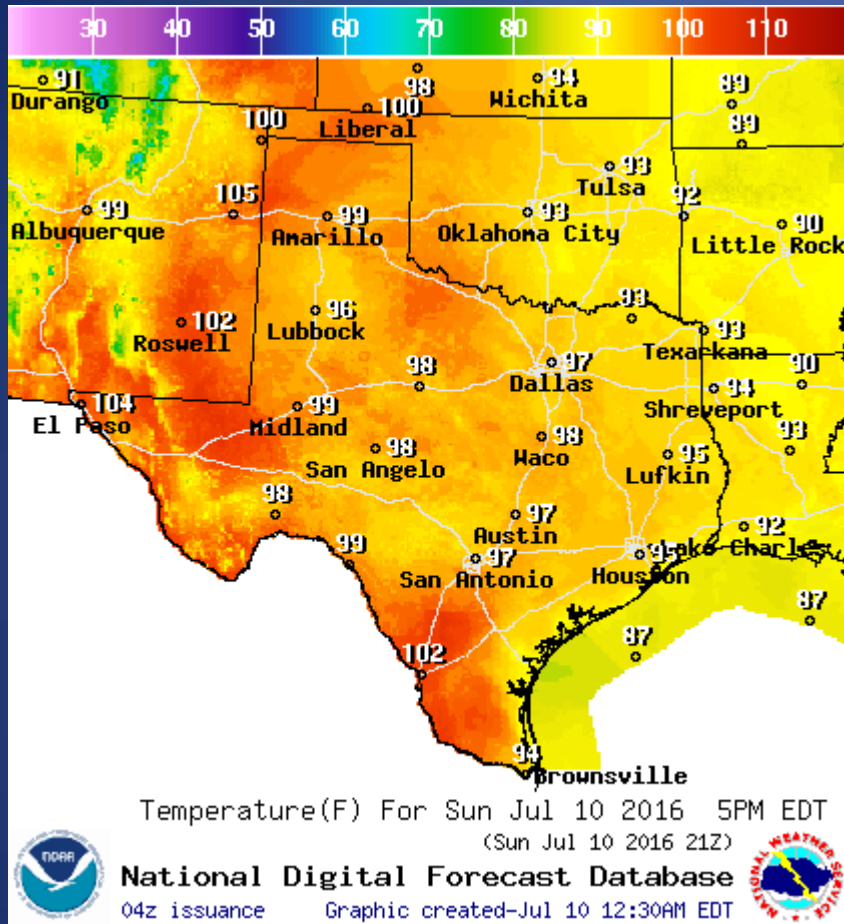 30 40 50 60 70 80 90 100 110
91
Durango
98
94
Wichita
89
100
Liberal
100
89
93
Tulsa
99
Albuquerque
105
99
Amarillo
93
Oklahoma City
92
90
Little Rock
102
Roswell
96
Lubbock
93
93
Texarkana
98
97
Dallas
90
94
Shreveport
104
El Paso
99
Midland
98
San Angelo
98
Waco
95
Lufkin
93
98
97
Austin
92
Lake Charles
99
97
San Antonio
95
Houston
87
87
102
94
Brownsville
Temperature(F) For Sun Jul 10 2016 5PM EDT
(Sun Jul 10 2016 21Z)
NOAA
National Digital Forecast Database
04z issuance Graphic created-Jul 10 12:30AM EDT
NATIONAL WEATHER SERVICE